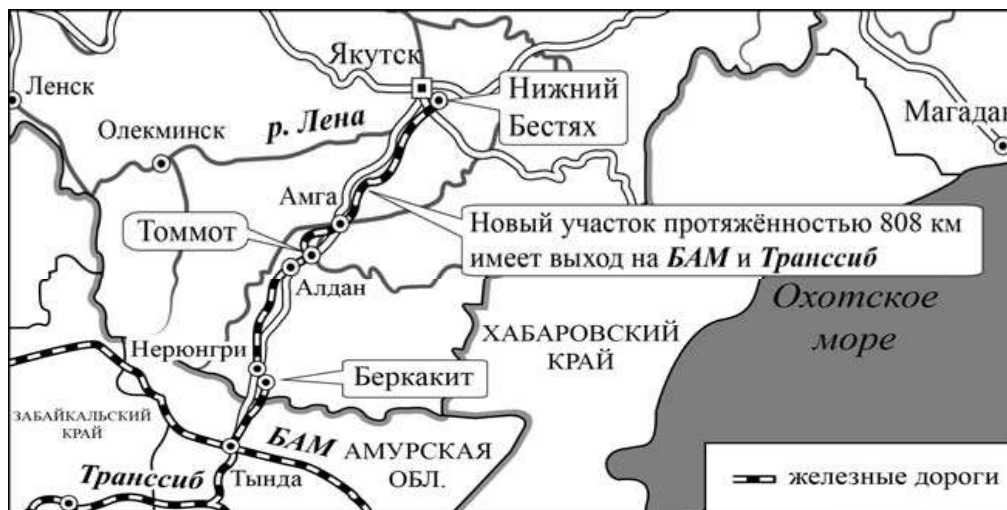 Якутск
Ленск
Нижний
Бестях
Магадан
Олекминск
р. Лена
Амга
Томмот
Новый участок протяжённостью 808 км
имеет выход на БАМ и Транссиб
Алдан
Охотское
море
ХАБАРОВСКИЙ
КРАЙ
Нерюнгри
Беркакит
ЗАБАЙКАЛЬСКИЙ
КРАЙ
БАМ
АМУРСКАЯ
ОБЛ.
Транссиб
Тында
железные дороги